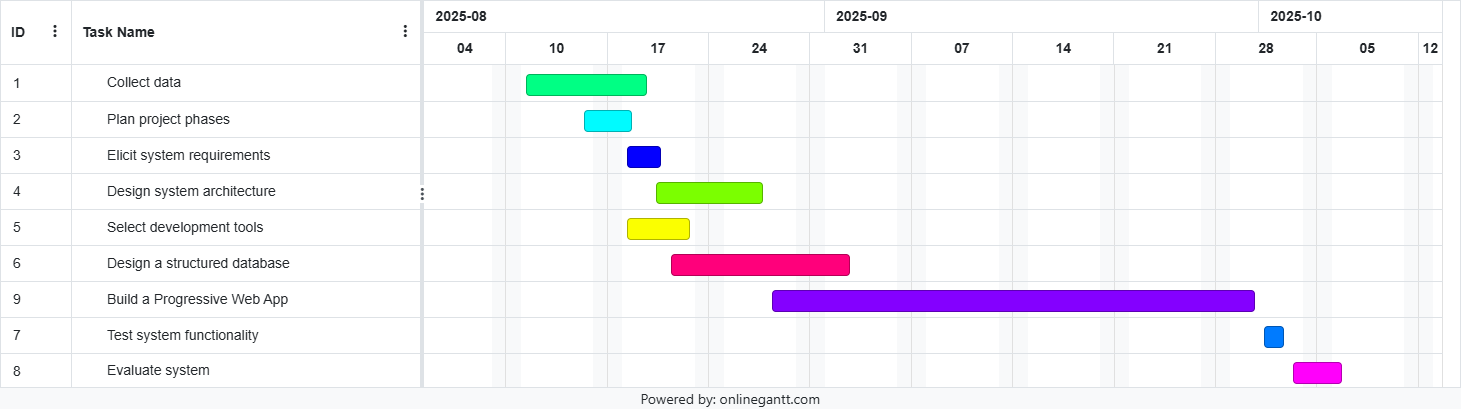 ID
Task Name
2025-08
2025-09
2025-10
04 10 17 24 31 07 14 21 28 05 12
1 Collect data
2 Plan project phases
3 Elicit system requirements
4 Design system architecture
5 Select development tools
6 Design a structured database
9 Build a Progressive Web App
7 Test system functionality
8 Evaluate system
Powered by: onlinegantt.com